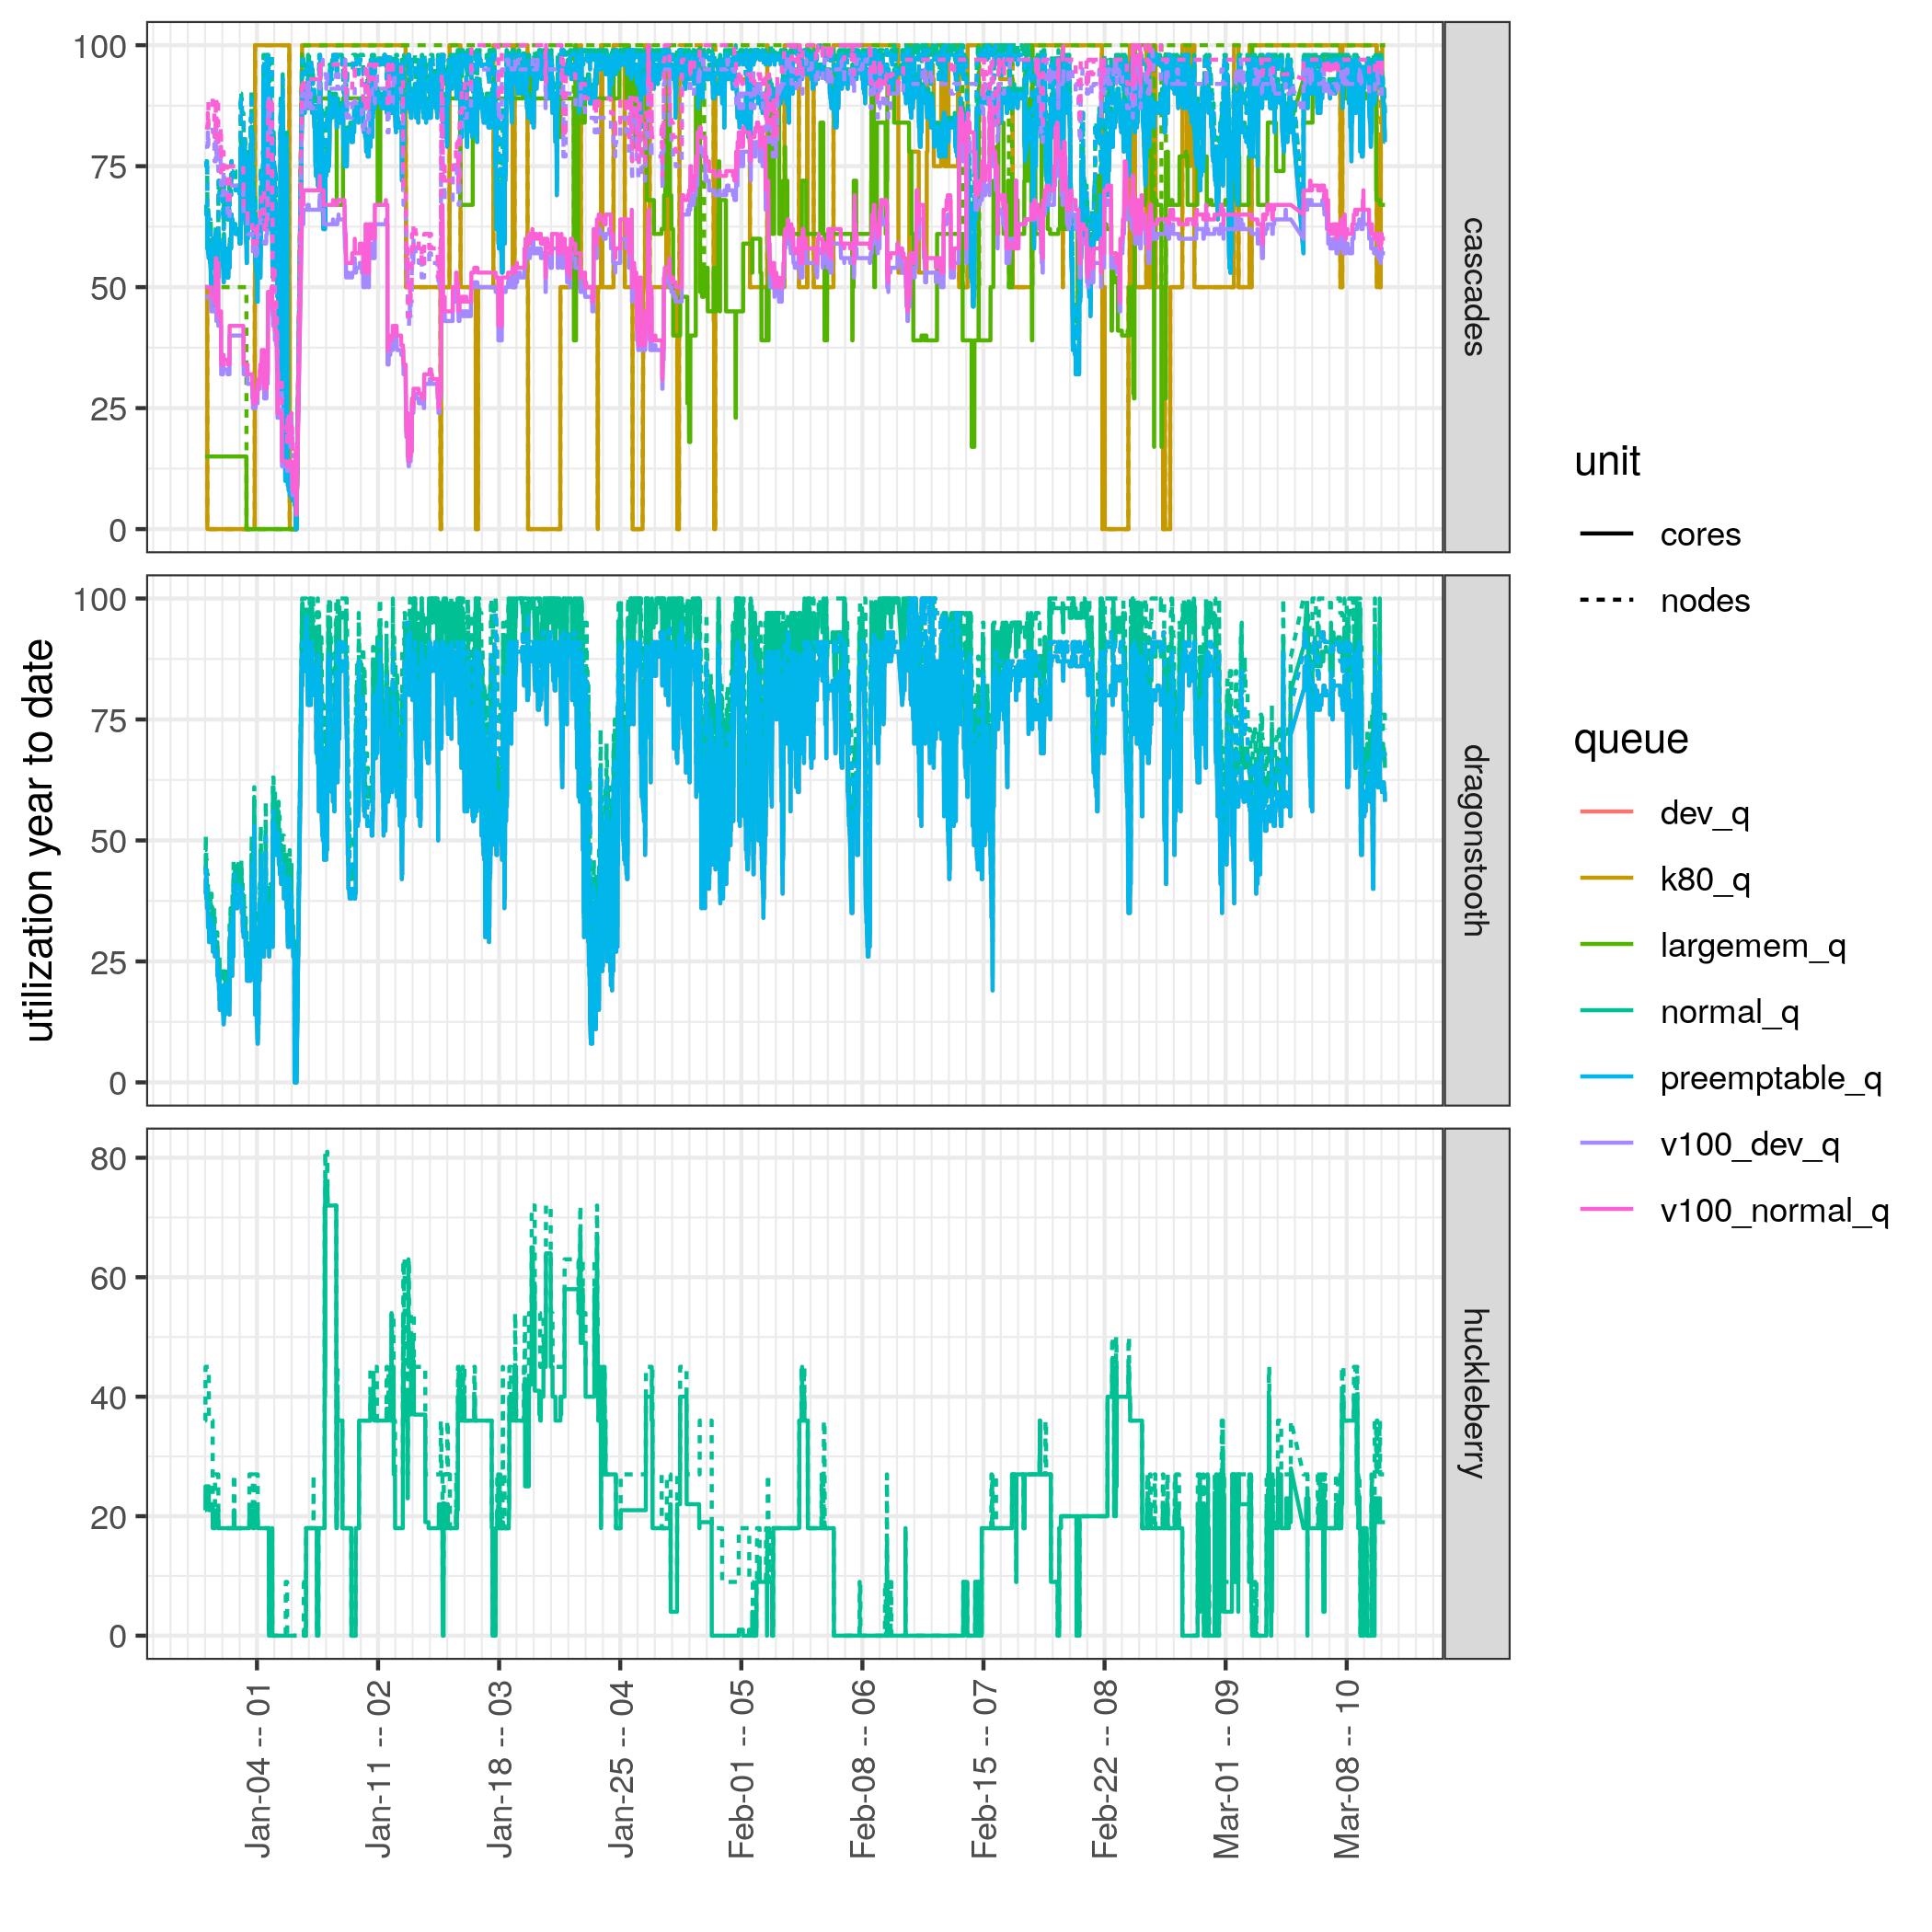 utilization year to date
100
75
50
25
0
cascades
100
75
50
25
0
dragonstooth
80
60
40
20
0
huckleberry
Jan-04 -- 01
Jan-11 -- 02
Jan-18 -- 03
Jan-25 -- 04
Feb-01 -- 05
Feb-08 -- 06
Feb-15 -- 07
Feb-22 -- 08
Mar-01 -- 09
Mar-08 -- 10
unit
cores
nodes
queue
dev_q
k80_q
largemem_q
normal_q
preemptable_q
v100_dev_q
v100_normal_q